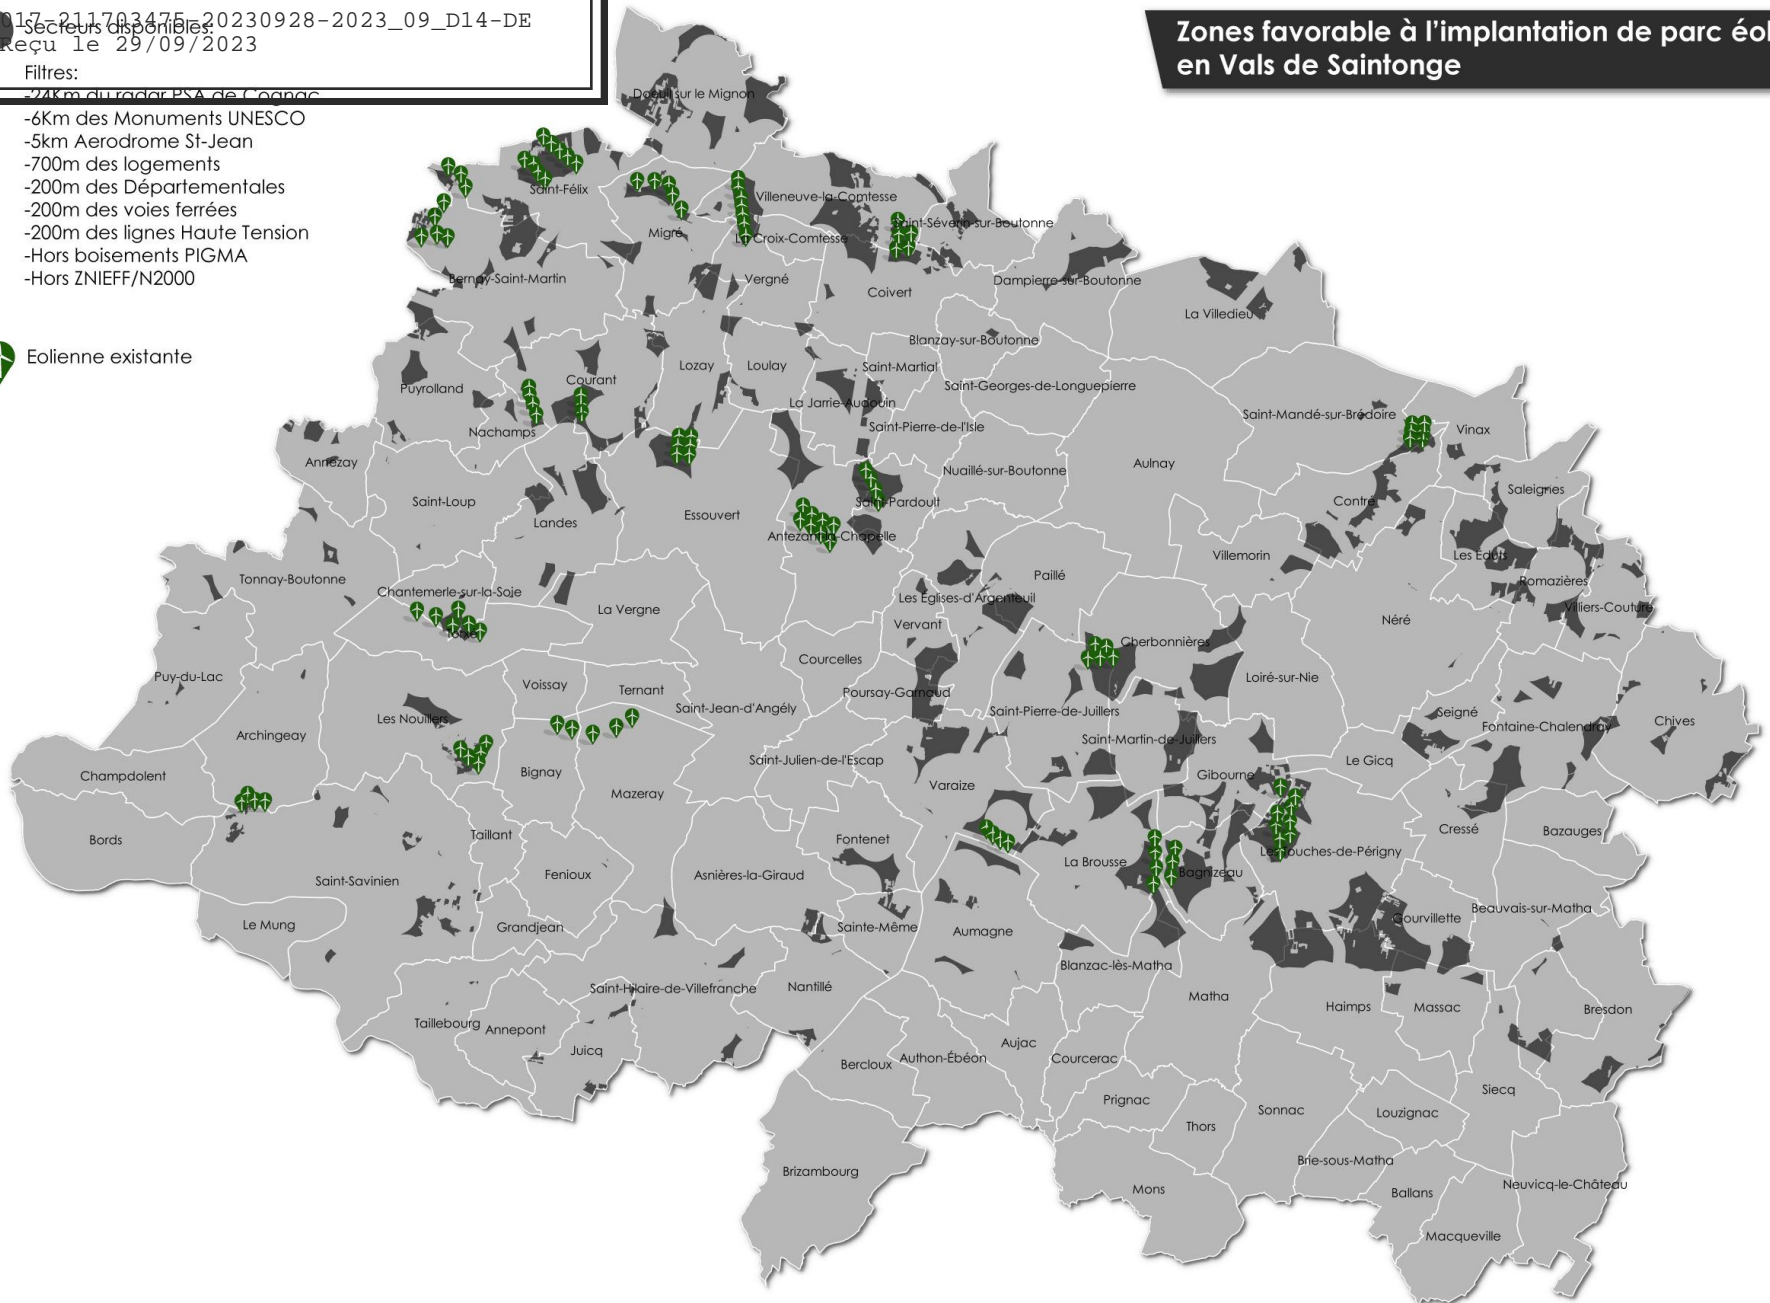 017-211703475-20230928-2023_09_D14-DE
Secteurs disponibles:
Reçu le 29/09/2023
Filtres:
-24Km du radar PSA de Cognac
-6Km des Monuments UNESCO
-5km Aerodrome St-Jean
-700m des logements
-200m des Départementales
-200m des voies ferrées
-200m des lignes Haute Tension
-Hors boisements PIGMA
-Hors ZNIEFF/N2000
Eolienne existante
Zones favorable à l'implantation de parc éol
en Vals de Saintonge
Doeuil sur le Mignon
Saint-Félix
Villeneuve-la-Comtesse
Saint-Séverin-sur-Boutonne
Migré
La Croix-Comtesse
Bernay-Saint-Martin
Vergné
Coivert
Dampierre-sur-Boutonne
La Villedieu
Blanzay-sur-Boutonne
Puyrolland
Courant
Lozay
Loulay
Saint-Martial
Saint-Georges-de-Longuepierre
La Jarrie-Audouin
Saint-Mandé-sur-Brédoire
Nachamps
Saint-Pierre-de-l'Isle
Vinax
Annezay
Nuaillé-sur-Boutonne
Aulnay
Saleignes
Saint-Loup
Landes
Essouvert
Saint-Pardoult
Contré
Antezant-la-Chapelle
Villemorin
Les Éduts
Tonnay-Boutonne
Chantemerle-sur-la-Soie
La Vergne
Les Églises-d'Argenteuil
Paillé
Romazières
Villiers-Couture
Torxé
Vervant
Néré
Cherbonnières
Puy-du-Lac
Voissay
Ternant
Courcelles
Poursay-Garnaud
Loiré-sur-Nie
Les Nouillers
Saint-Jean-d'Angély
Saint-Pierre-de-Juillers
Seigné
Fontaine-Chalendray
Chives
Archingeay
Saint-Martin-de-Juillers
Champdolent
Bignay
Saint-Julien-de-l'Escap
Varaize
Gibourne
Le Gicq
Mazeray
Bords
Taillant
Fontenet
Cressé
Bazauges
La Brousse
Les Touches-de-Périgny
Saint-Savinien
Fenioux
Asnières-la-Giraud
Bagnizeau
Le Mung
Grandjean
Sainte-Même
Aumagne
Gourvillette
Beauvais-sur-Matha
Blanzac-lès-Matha
Saint-Hilaire-de-Villefranche
Nantillé
Matha
Haimps
Massac
Bresdon
Taillebourg
Annepont
Juicq
Aujac
Bercloux
Authon-Ébéon
Courcerac
Siecq
Prignac
Thors
Sonnac
Louzignac
Brizambourg
Brie-sous-Matha
Mons
Ballans
Neuvicq-le-Château
Macqueville